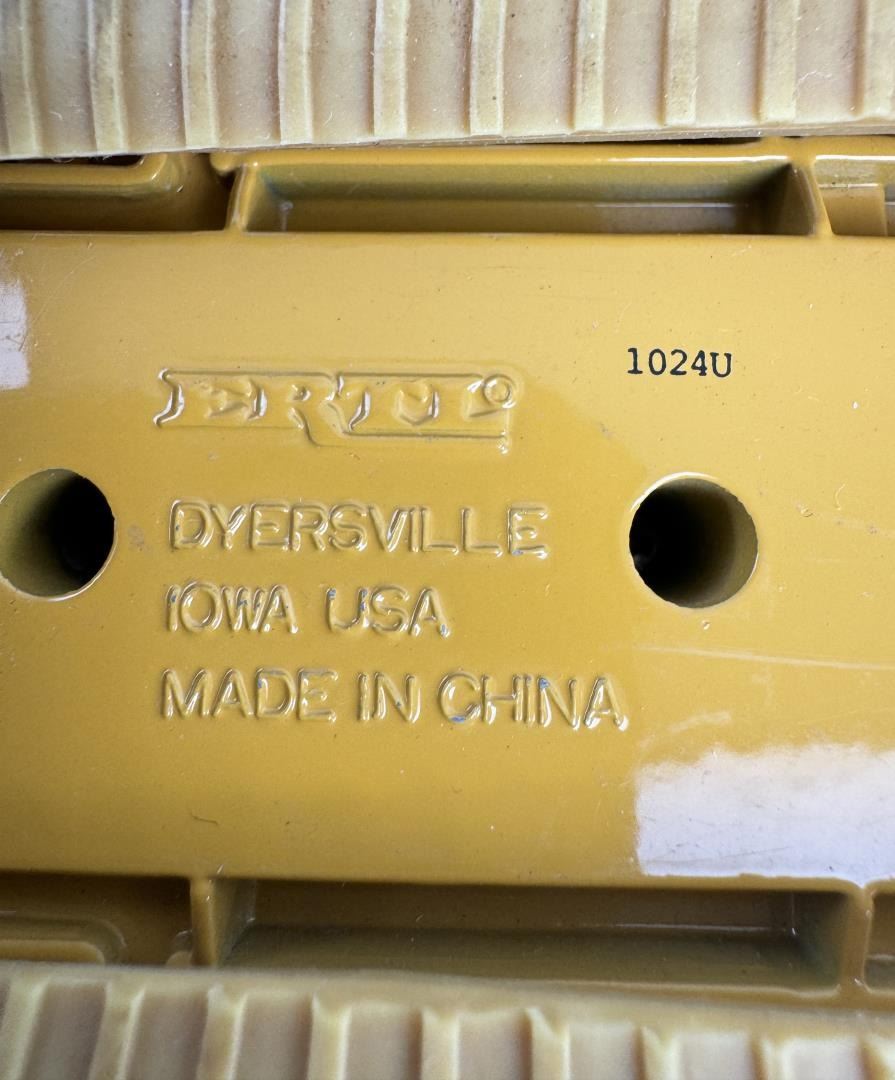 1024U
ERTL
DYERSVILLE
IOWA USA
MADE IN CHINA